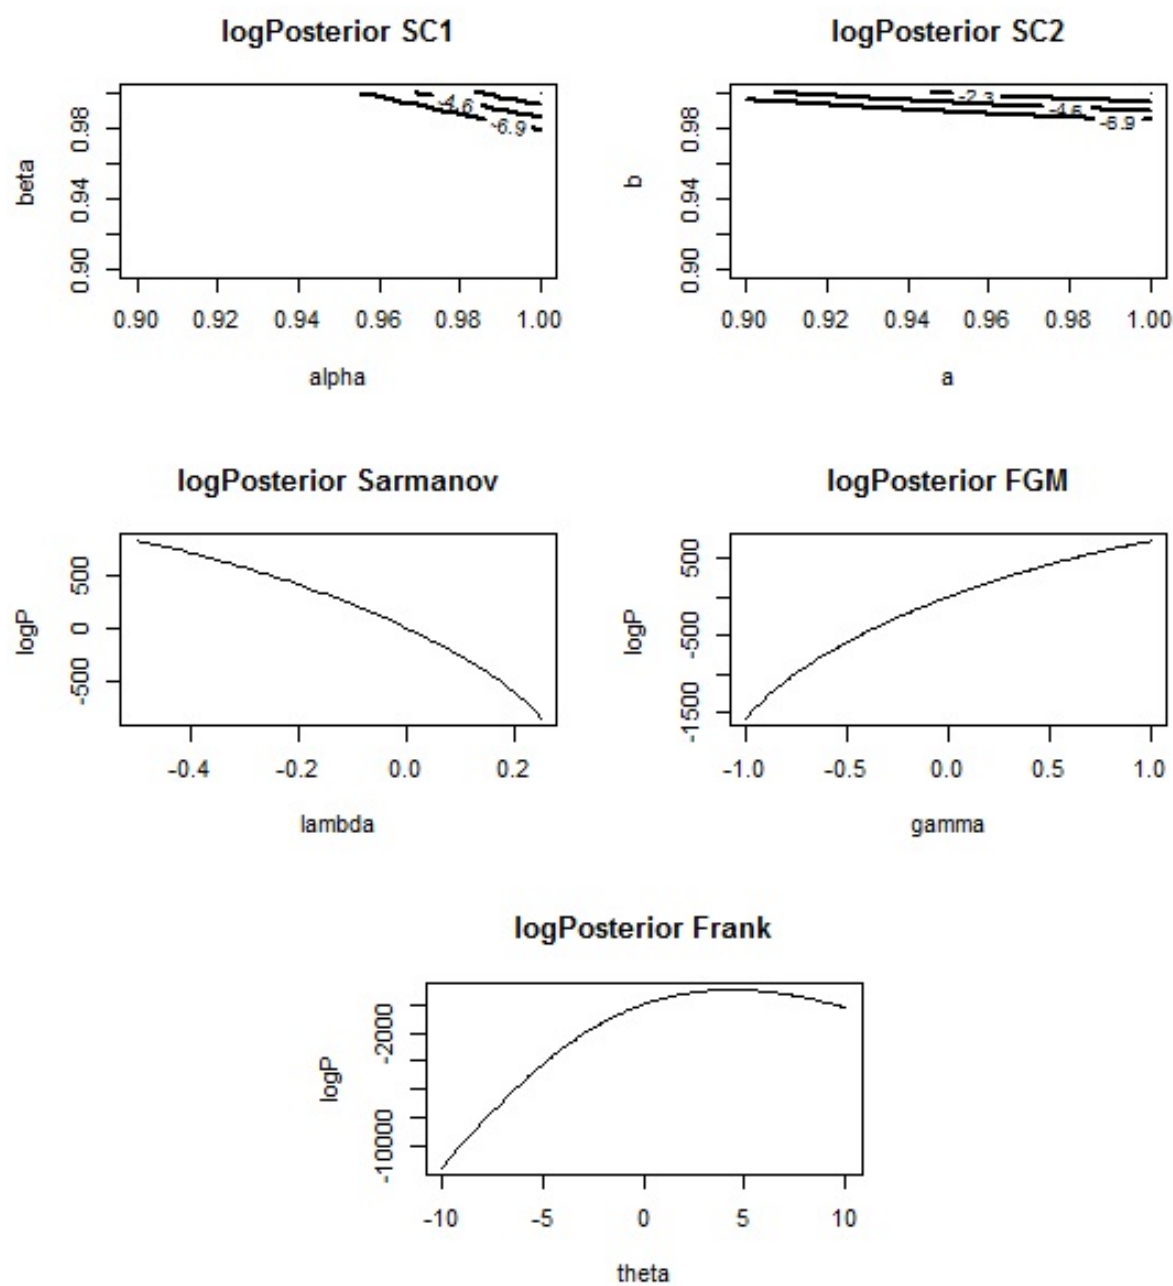 logPosterior SC1
-4.6
-6.9
0.98
0.94
0.90
beta
0.90 0.92 0.94 0.96 0.98 1.00
alpha
logPosterior SC2
-2.3
-4.6
-6.9
0.98
0.94
0.90
b
0.90 0.92 0.94 0.96 0.98 1.00
a
logPosterior Sarmanov
500
0
-500
logP
-0.4 -0.2 0.0 0.2
lambda
logPosterior FGM
500
-500
-1500
logP
-1.0 -0.5 0.0 0.5 1.0
gamma
logPosterior Frank
-2000
-10000
logP
-10 -5 0 5 10
theta